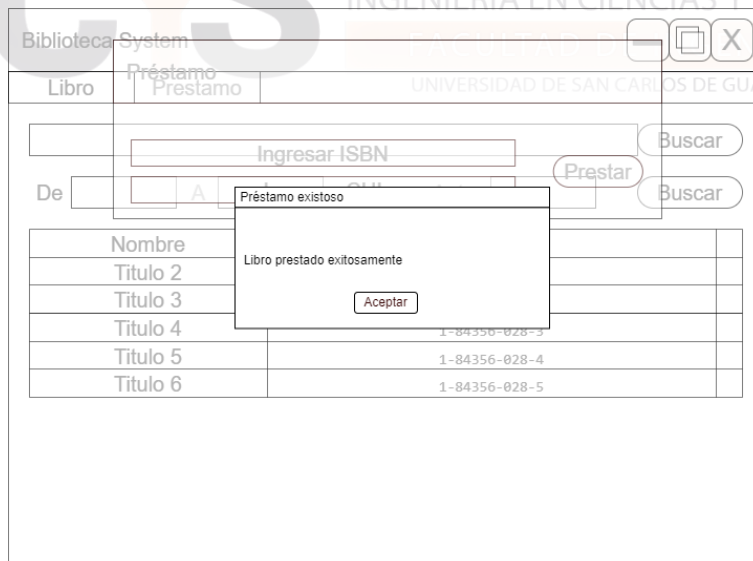 INGENIERÍA EN CIENCIAS Y
Biblioteca System
FACULTAD DE
X
Préstamo
Libro
Prestamo
UNIVERSIDAD DE SAN CARLOS DE GUA
Buscar
Ingresar ISBN
Prestar
De
A
Buscar
Préstamo existoso
Nombre
Libro prestado exitosamente
Titulo 2
Titulo 3
Aceptar
Titulo 4
1-84356-028-3
Titulo 5
1-84356-028-4
Titulo 6
1-84356-028-5